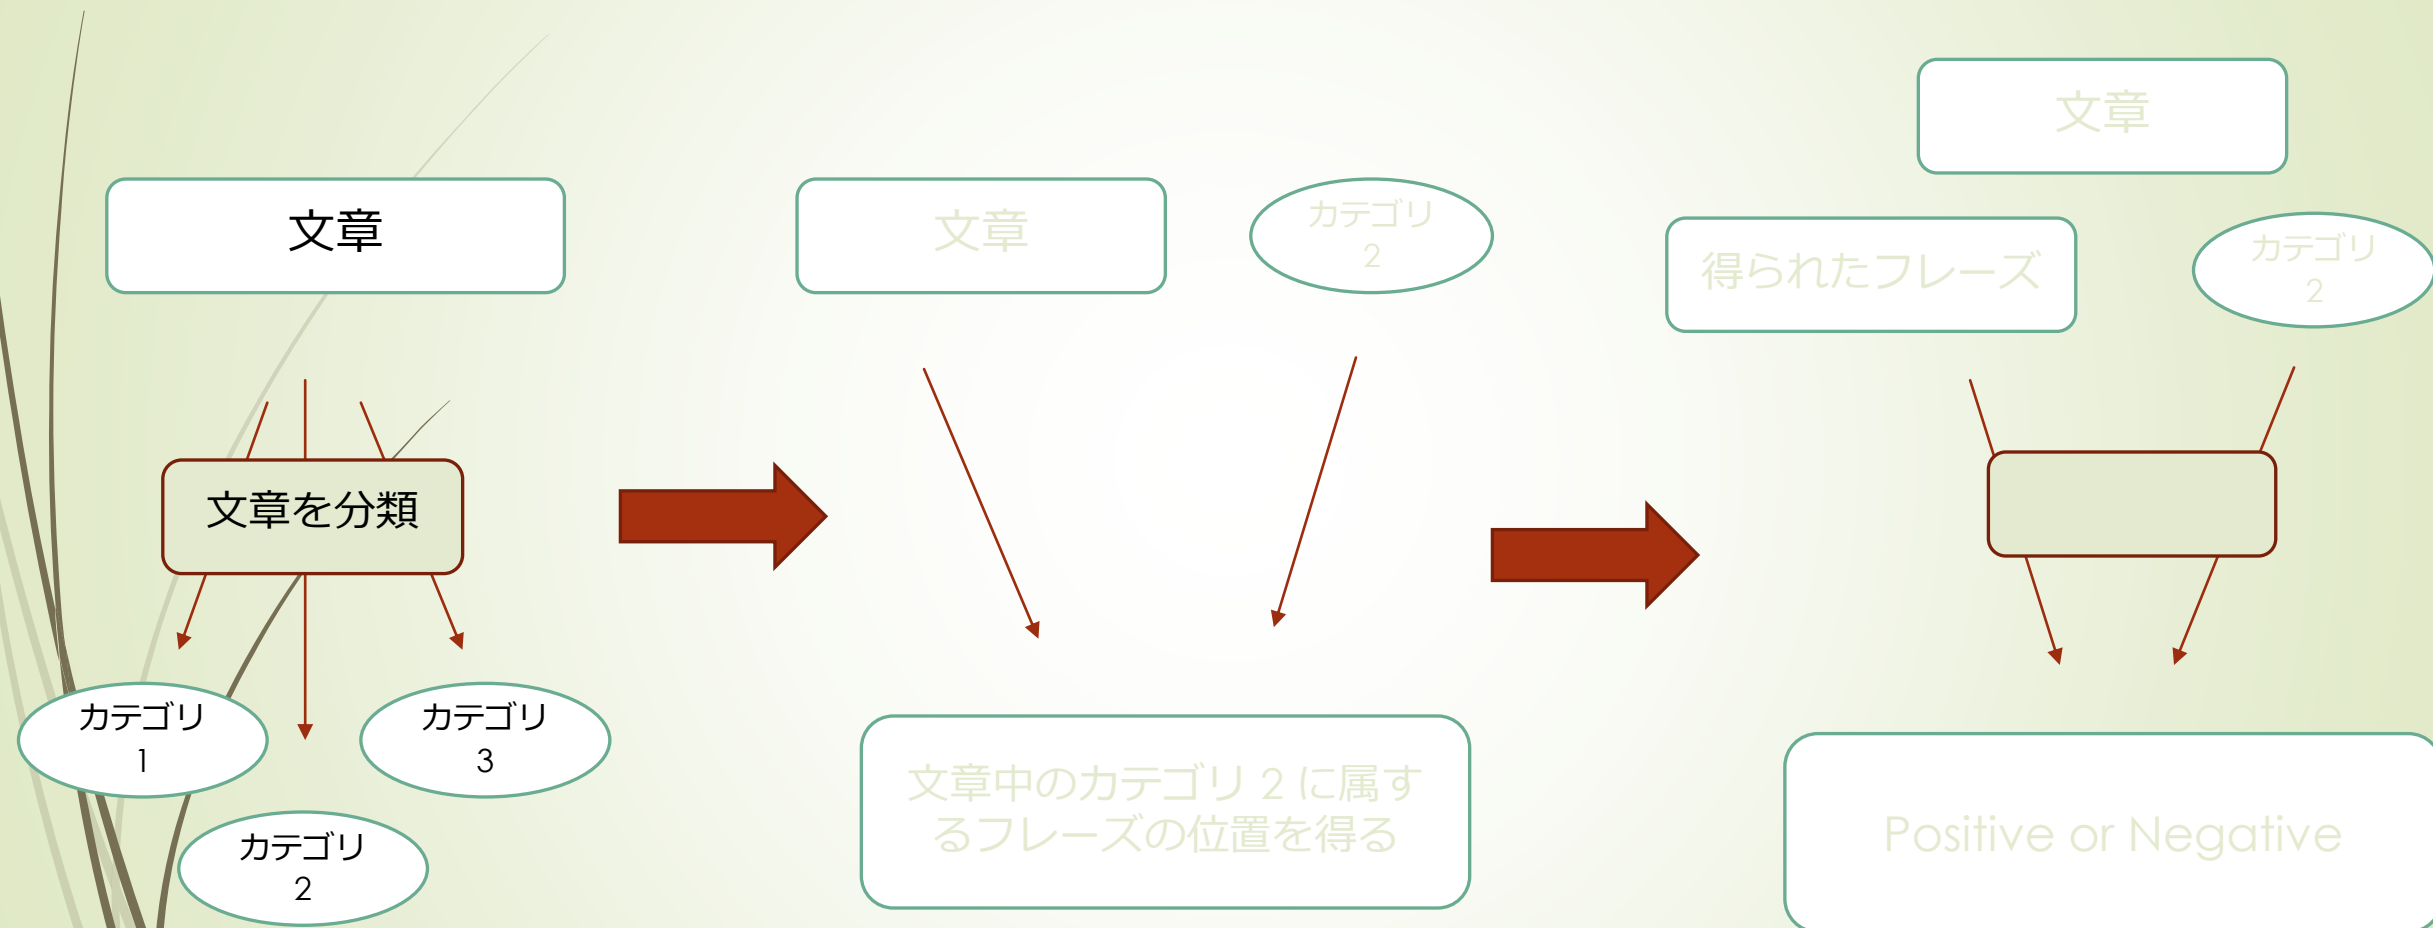 文章
文章を分類
カテゴリ
1
カテゴリ
3
カテゴリ
2
文章
カテゴリ
2
文章中のカテゴリ 2 に属す
るフレーズの位置を得る
文章
得られたフレーズ
カテゴリ
2
Positive or Negative